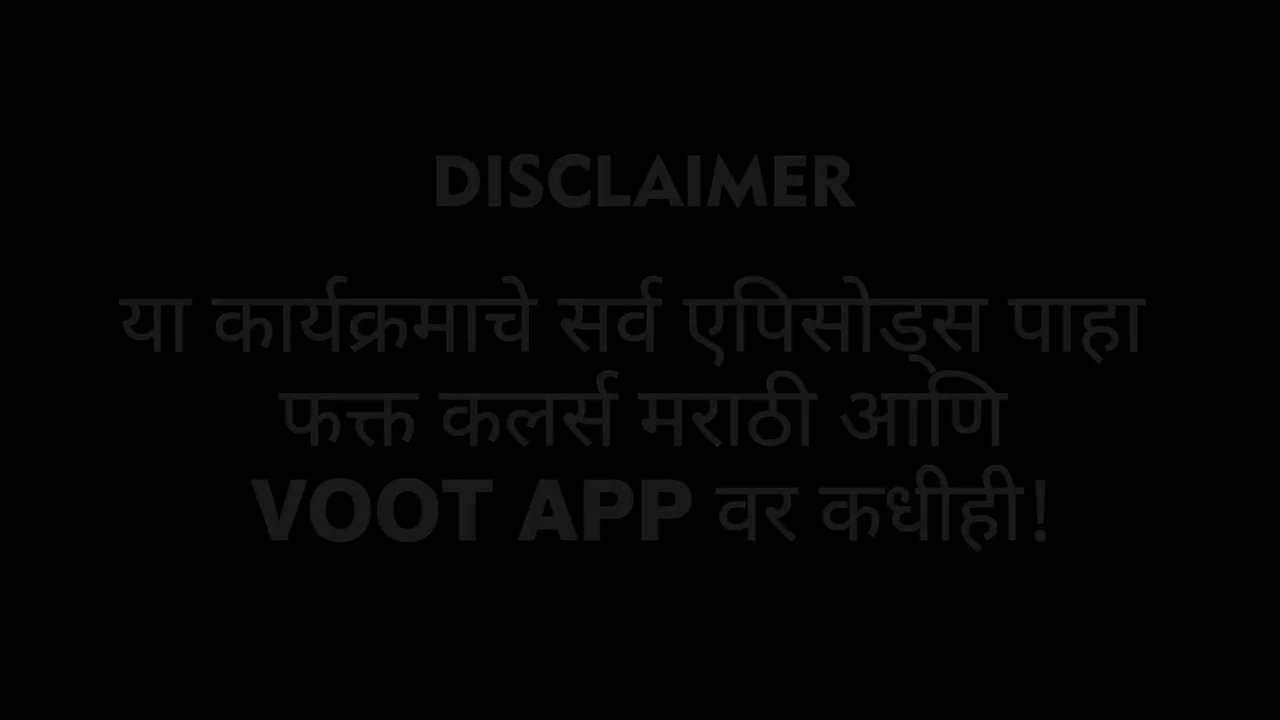 DISCLAIMER
या कार्यक्रमाचे सर्व एपिसोड्स पाहा
फक्त कलर्स मराठी आणि
VOOT APP वर कधीही!